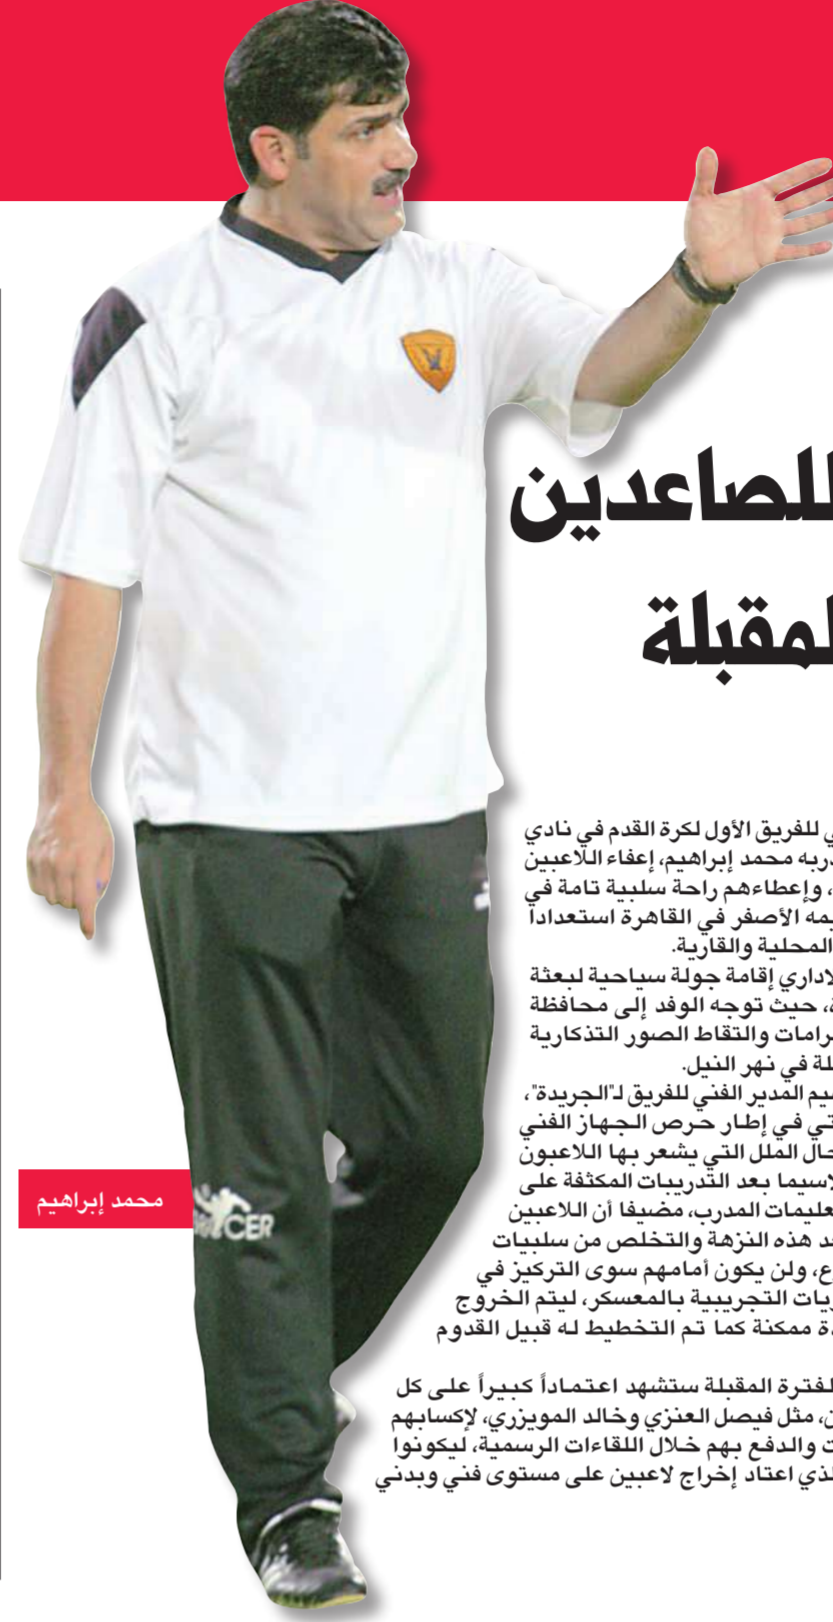 للصاعدين
لمقبلة
ي للفريق الأول لكرة القدم في نادي
دربه محمد إبراهيم، إعفاء اللاعبين
، وإعطاءهم راحة سلبية تامة في
يمه الأصفر في القاهرة استعدادا
المحلية والقارية.
لاداري إقامة جولة سياحية لبعثة
ة، حيث توجه الوفد إلى محافظة
رامات والتقاط الصور التذكارية
لة في نهر النيل.
يم المدير الفني للفريق لـ"الجريدة"،
تي في إطار حرص الجهاز الفني
حال الملل التي يشعر بها اللاعبون
لاسيما بعد التدريبات المكثفة على
عليمات المدرب، مضيفا أن اللاعبين
د هذه النزهة والتخلص من سلبيات
ع، ولن يكون أمامهم سوى التركيز في
ريات التجريبية بالمعسكر، ليتم الخروج
دة ممكنة كما تم التخطيط له قبيل القدوم
لفترة المقبلة ستشهد اعتماداً كبيراً على كل
ن، مثل فيصل العنزي وخالد المويزري، لإكسابهم
ت والدفع بهم خلال اللقاءات الرسمية، ليكونوا
لذي اعتاد إخراج لاعبين على مستوى فني وبدني
محمد إبراهيم
SOCCER